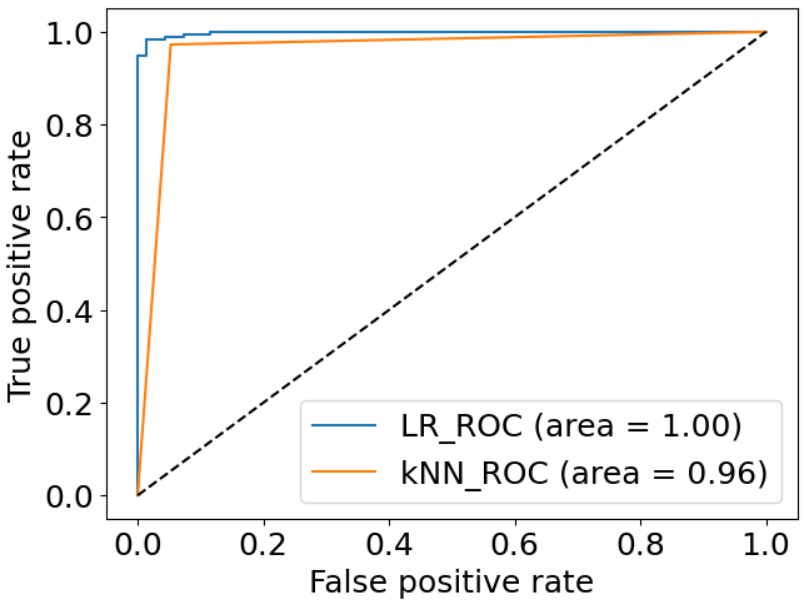 1.0
0.8
0.6
0.4
0.2
0.0
True positive rate
LR_ROC (area = 1.00)
kNN_ROC (area = 0.96)
0.0 0.2 0.4 0.6 0.8 1.0
False positive rate